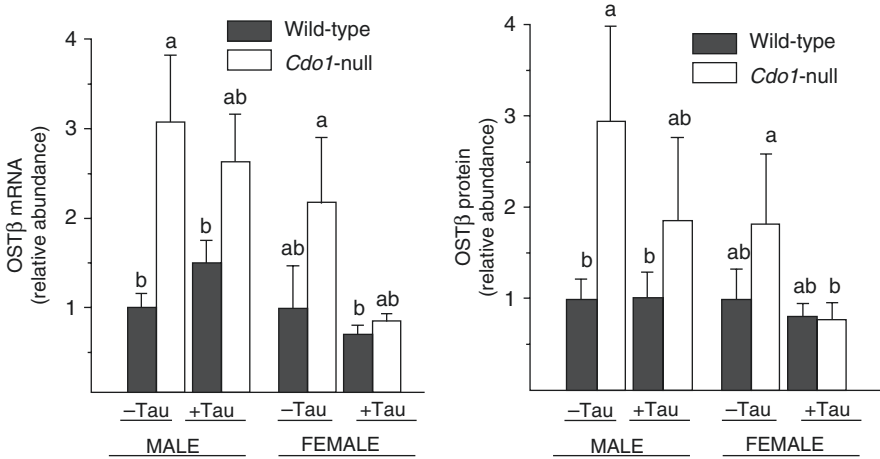 OSTβ mRNA
(relative abundance)
4
3
2
1
Wild-type
Cdo1-null
b
a
b
ab
ab
a
b
ab
–Tau
+Tau
–Tau
+Tau
MALE
FEMALE
OSTβ protein
(relative abundance)
4
3
2
1
Wild-type
Cdo1-null
b
a
b
ab
ab
a
ab
b
–Tau
+Tau
–Tau
+Tau
MALE
FEMALE